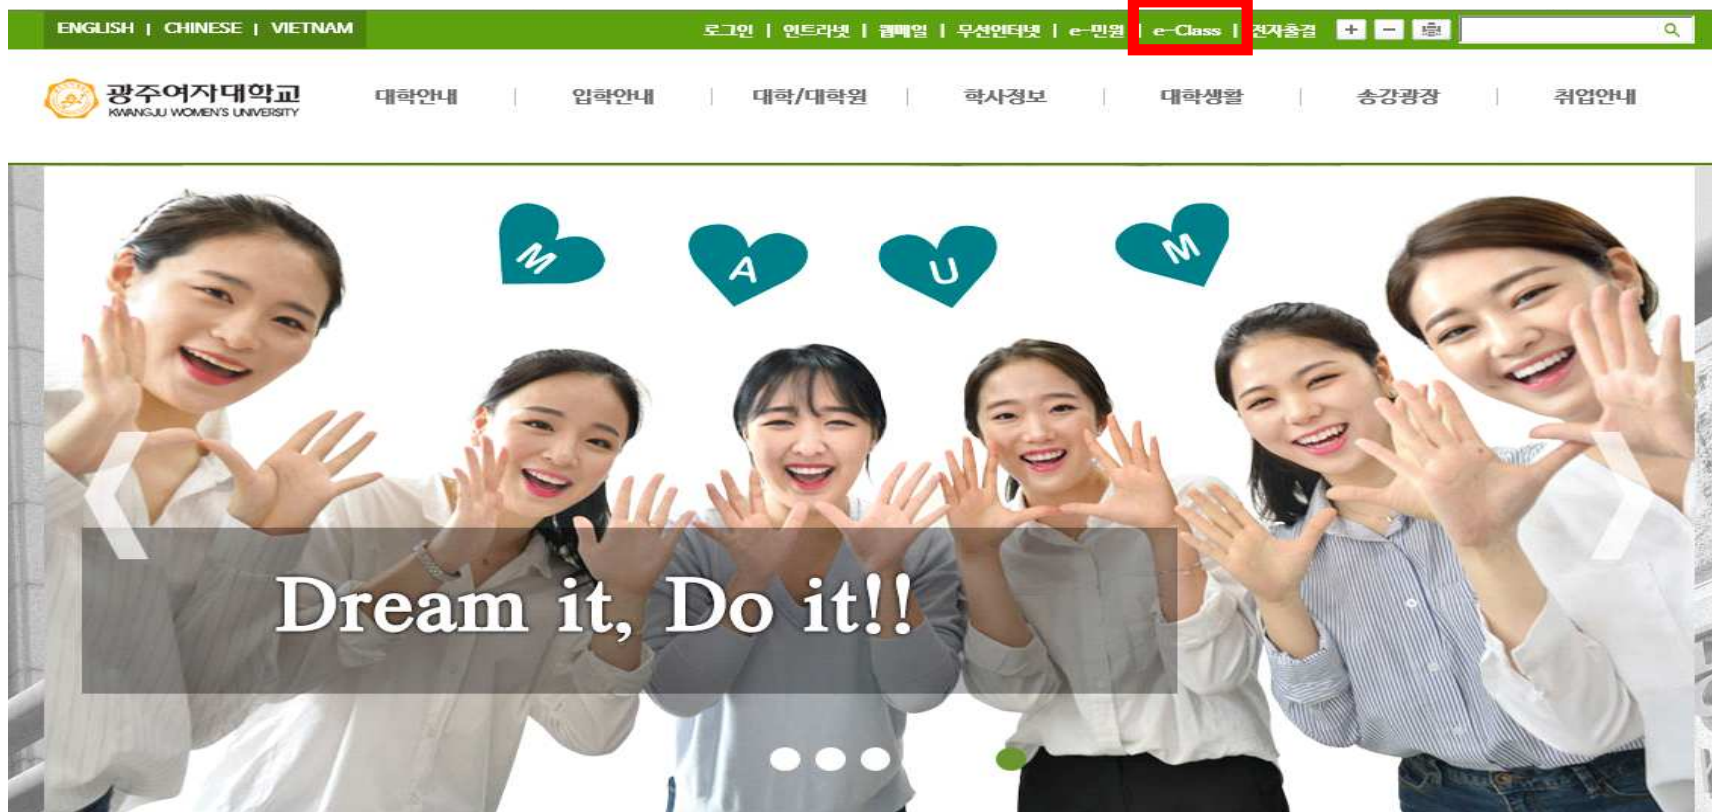 ENGLISH | CHINESE | VIETNAM
로그인 | 인트라넷 | 웹메일 | 무선인터넷 | e-민원 | e-Class | 전자출결 + -
광주여자대학교
KWANGJU WOMEN'S UNIVERSITY
대학안내 | 입학안내 | 대학/대학원 | 학사정보 | 대학생활 | 송강광장 | 취업안내
M A U M
Dream it, Do it!!